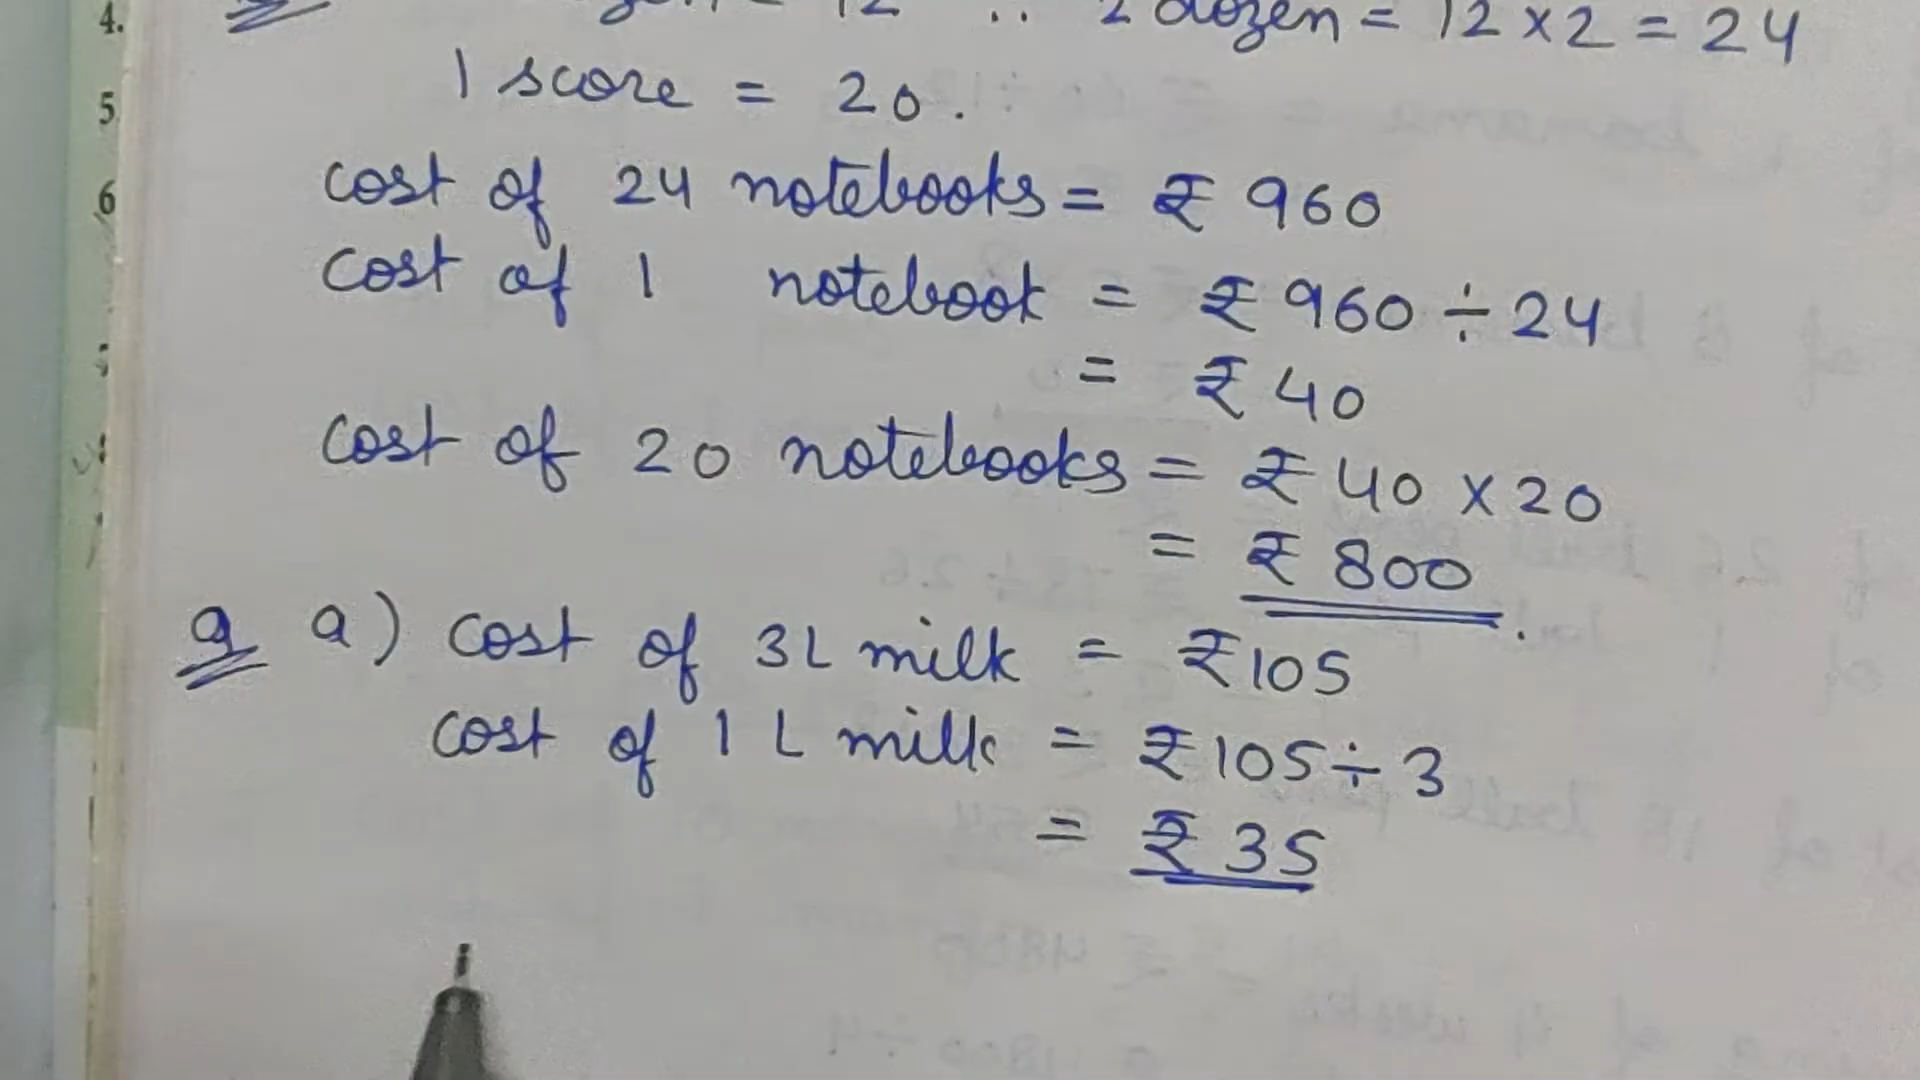 4.
12 ∴ 2 dozen = 12 × 2 = 24
5
1 score = 20.
6
cost of 24 notebooks = ₹ 960
cost of 1 notebook = ₹ 960 ÷ 24
= ₹ 40
cost of 20 notebooks = ₹ 40 × 20
= ₹ 800.
9 a) cost of 3L milk = ₹105
cost of 1 L milk = ₹105 ÷ 3
= ₹ 35